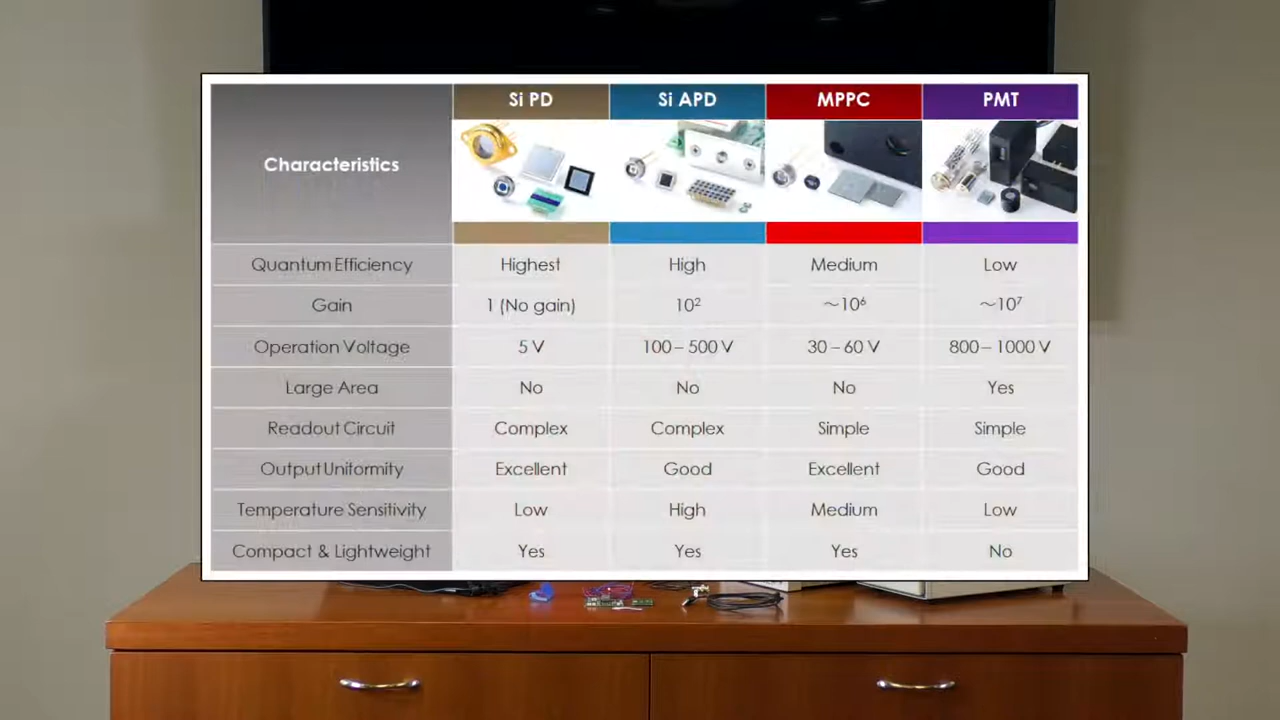 Characteristics Si PD Si APD MPPC PMT
Quantum Efficiency Highest High Medium Low
Gain 1 (No gain) 10² ~10⁶ ~10⁷
Operation Voltage 5 V 100 – 500 V 30 – 60 V 800 – 1000 V
Large Area No No No Yes
Readout Circuit Complex Complex Simple Simple
Output Uniformity Excellent Good Excellent Good
Temperature Sensitivity Low High Medium Low
Compact & Lightweight Yes Yes Yes No